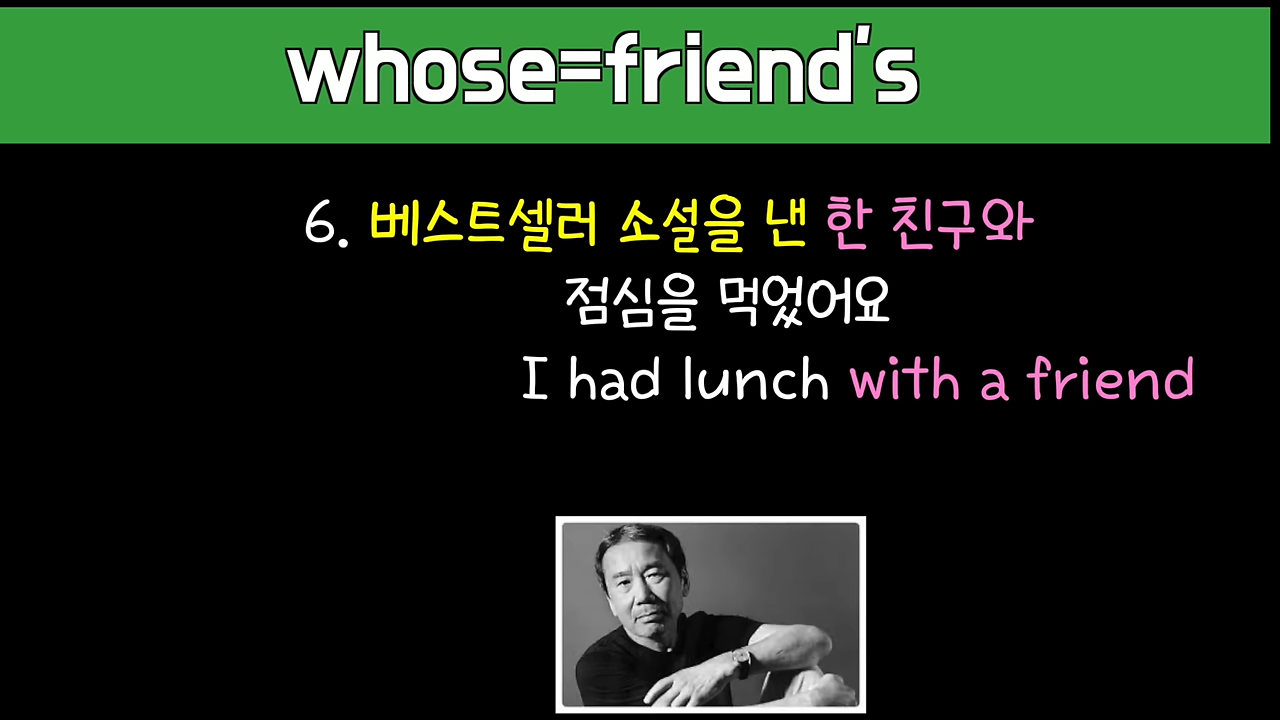 whose=friend's
6. 베스트셀러 소설을 낸 한 친구와
점심을 먹었어요
I had lunch with a friend